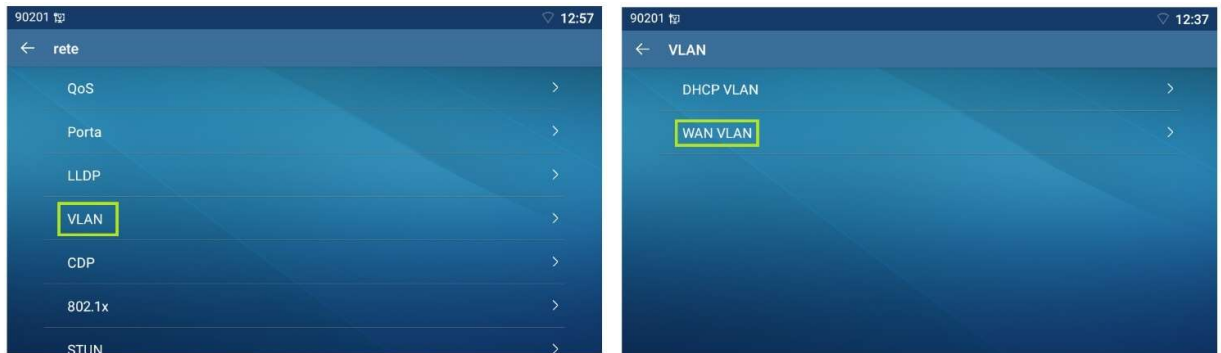 90201 12:57
rete
QoS
Porta
LLDP
VLAN
CDP
802.1x
STUN
90201 12:37
VLAN
DHCP VLAN
WAN VLAN